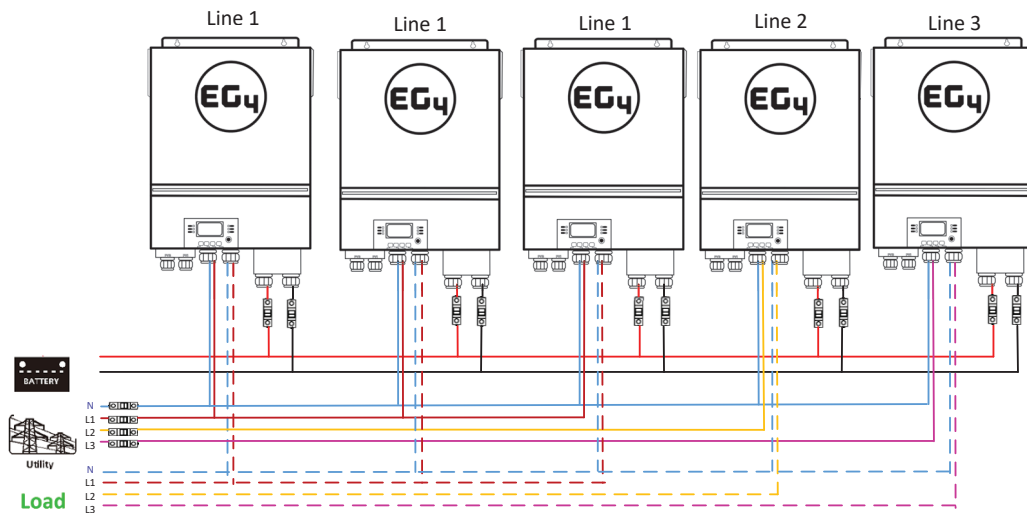 Line 1
Line 1
Line 1
Line 2
Line 3
EG4
EG4
EG4
EG4
EG4
BATTERY
N
L1
L2
L3
Utility
N
L1
L2
L3
Load